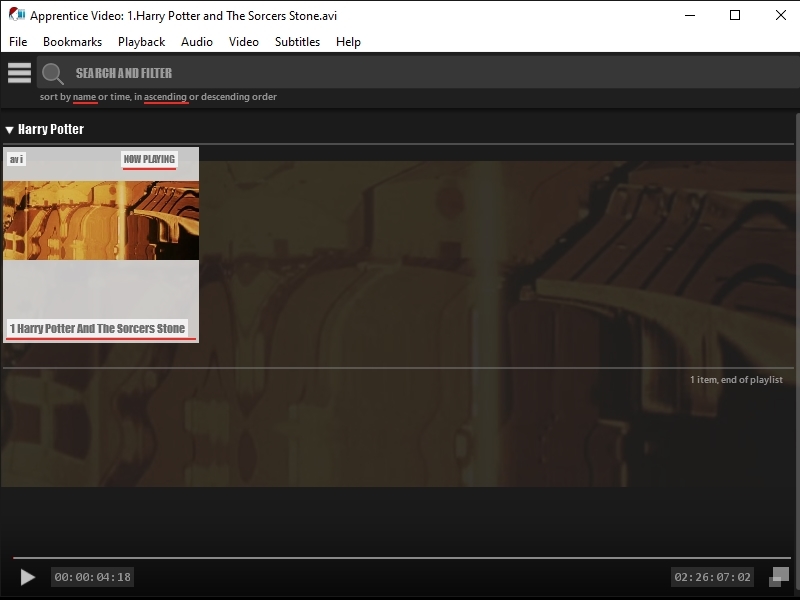 Apprentice Video: 1.Harry Potter and The Sorcers Stone.avi
File Bookmarks Playback Audio Video Subtitles Help
SEARCH AND FILTER
sort by name or time, in ascending or descending order
Harry Potter
avi NOW PLAYING
1 Harry Potter And The Sorcers Stone
1 item, end of playlist
00:00:04:18 02:26:07:02